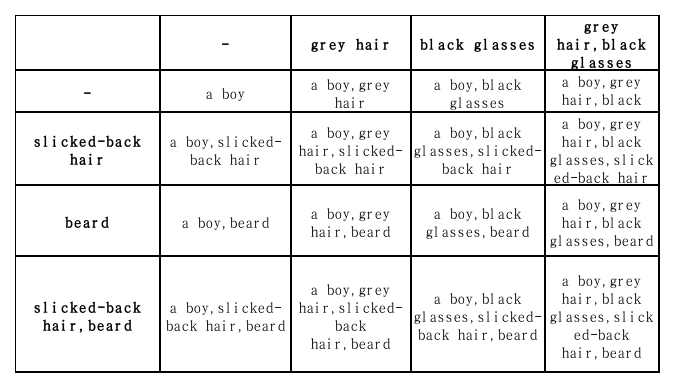 –
grey hair
black glasses
grey
hair,black
glasses
–
a boy
a boy,grey
hair
a boy,black
glasses
a boy,grey
hair,black
slicked-back
hair
a boy,slicked-
back hair
a boy,grey
hair,slicked-
back hair
a boy,black
glasses,slicked-
back hair
a boy,grey
hair,black
glasses,slick
ed-back hair
beard
a boy,beard
a boy,grey
hair,beard
a boy,black
glasses,beard
a boy,grey
hair,black
glasses,beard
slicked-back
hair,beard
a boy,slicked-
back hair,beard
a boy,grey
hair,slicked-
back
hair,beard
a boy,black
glasses,slicked-
back hair,beard
a boy,grey
hair,black
glasses,slick
ed-back
hair,beard